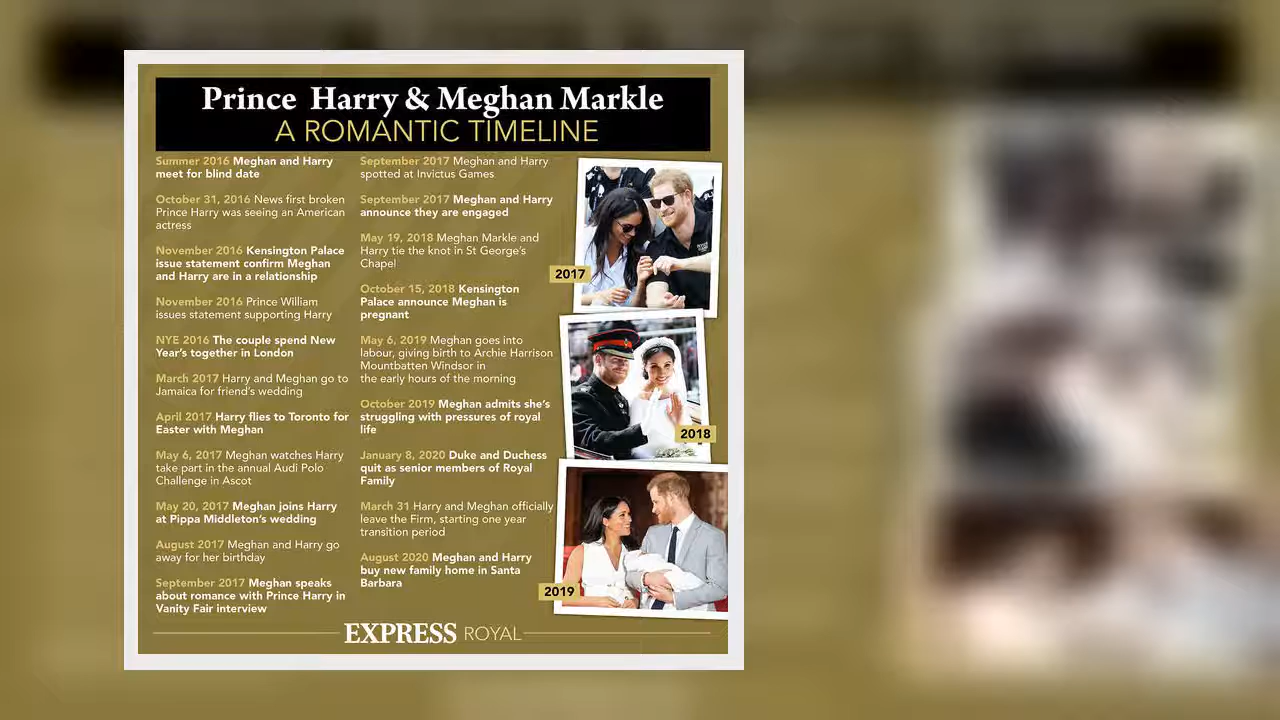 Prince Harry & Meghan Markle
A ROMANTIC TIMELINE
Summer 2016 Meghan and Harry
meet for blind date
October 31, 2016 News first broken
Prince Harry was seeing an American
actress
November 2016 Kensington Palace
issue statement confirm Meghan
and Harry are in a relationship
November 2016 Prince William
issues statement supporting Harry
NYE 2016 The couple spend New
Year's together in London
March 2017 Harry and Meghan go to
Jamaica for friend's wedding
April 2017 Harry flies to Toronto for
Easter with Meghan
May 6, 2017 Meghan watches Harry
take part in the annual Audi Polo
Challenge in Ascot
May 20, 2017 Meghan joins Harry
at Pippa Middleton's wedding
August 2017 Meghan and Harry go
away for her birthday
September 2017 Meghan speaks
about romance with Prince Harry in
Vanity Fair interview
September 2017 Meghan and Harry
spotted at Invictus Games
September 2017 Meghan and Harry
announce they are engaged
May 19, 2018 Meghan Markle and
Harry tie the knot in St George's
Chapel
October 15, 2018 Kensington
Palace announce Meghan is
pregnant
May 6, 2019 Meghan goes into
labour, giving birth to Archie Harrison
Mountbatten Windsor in
the early hours of the morning
October 2019 Meghan admits she's
struggling with pressures of royal
life
January 8, 2020 Duke and Duchess
quit as senior members of Royal
Family
March 31 Harry and Meghan officially
leave the Firm, starting one year
transition period
August 2020 Meghan and Harry
buy new family home in Santa
Barbara
2017
2018
2019
EXPRESS ROYAL